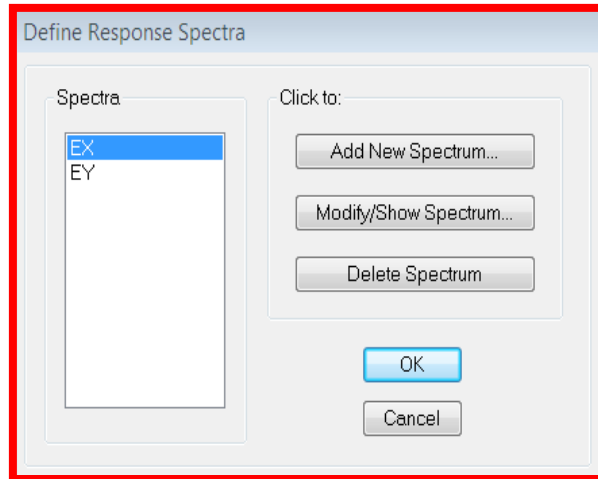 Define Response Spectra
Spectra
EX
EY
Click to:
Add New Spectrum...
Modify/Show Spectrum...
Delete Spectrum
OK
Cancel